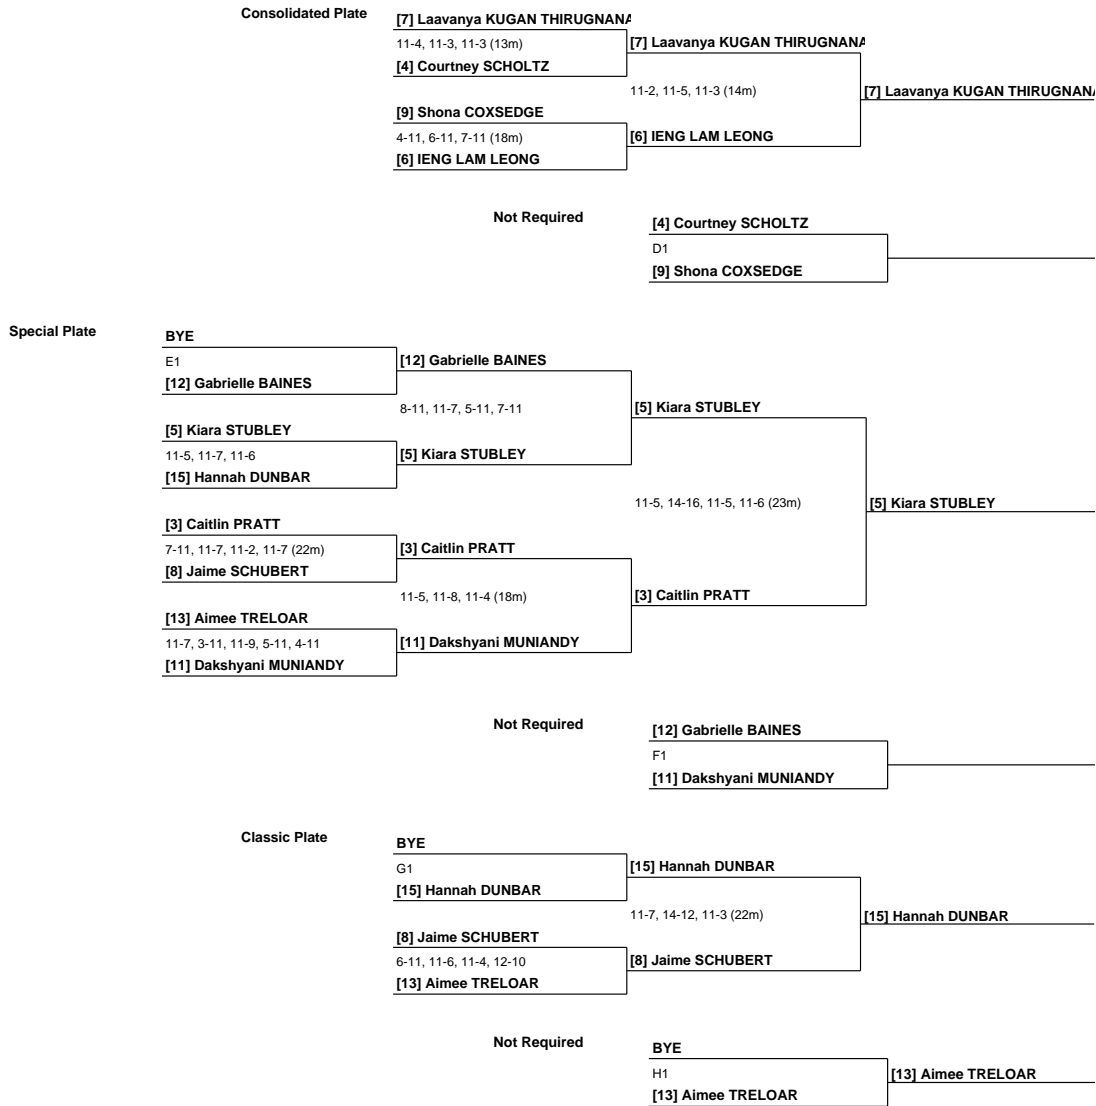 Consolidated Plate
[7] Laavanya KUGAN THIRUGNANA
11-4, 11-3, 11-3 (13m)
[4] Courtney SCHOLTZ
[7] Laavanya KUGAN THIRUGNANA
11-2, 11-5, 11-3 (14m)
[7] Laavanya KUGAN THIRUGNANA
[9] Shona COXSEDGE
4-11, 6-11, 7-11 (18m)
[6] IENG LAM LEONG
[6] IENG LAM LEONG
Not Required
[4] Courtney SCHOLTZ
D1
[9] Shona COXSEDGE
Special Plate
BYE
E1
[12] Gabrielle BAINES
[12] Gabrielle BAINES
8-11, 11-7, 5-11, 7-11
[5] Kiara STUBLEY
[5] Kiara STUBLEY
11-5, 11-7, 11-6
[15] Hannah DUNBAR
[5] Kiara STUBLEY
11-5, 14-16, 11-5, 11-6 (23m)
[5] Kiara STUBLEY
[3] Caitlin PRATT
7-11, 11-7, 11-2, 11-7 (22m)
[8] Jaime SCHUBERT
[3] Caitlin PRATT
11-5, 11-8, 11-4 (18m)
[3] Caitlin PRATT
[13] Aimee TRELOAR
11-7, 3-11, 11-9, 5-11, 4-11
[11] Dakshyani MUNIANDY
[11] Dakshyani MUNIANDY
Not Required
[12] Gabrielle BAINES
F1
[11] Dakshyani MUNIANDY
Classic Plate
BYE
G1
[15] Hannah DUNBAR
[15] Hannah DUNBAR
11-7, 14-12, 11-3 (22m)
[15] Hannah DUNBAR
[8] Jaime SCHUBERT
6-11, 11-6, 11-4, 12-10
[13] Aimee TRELOAR
[8] Jaime SCHUBERT
Not Required
BYE
H1
[13] Aimee TRELOAR
[13] Aimee TRELOAR